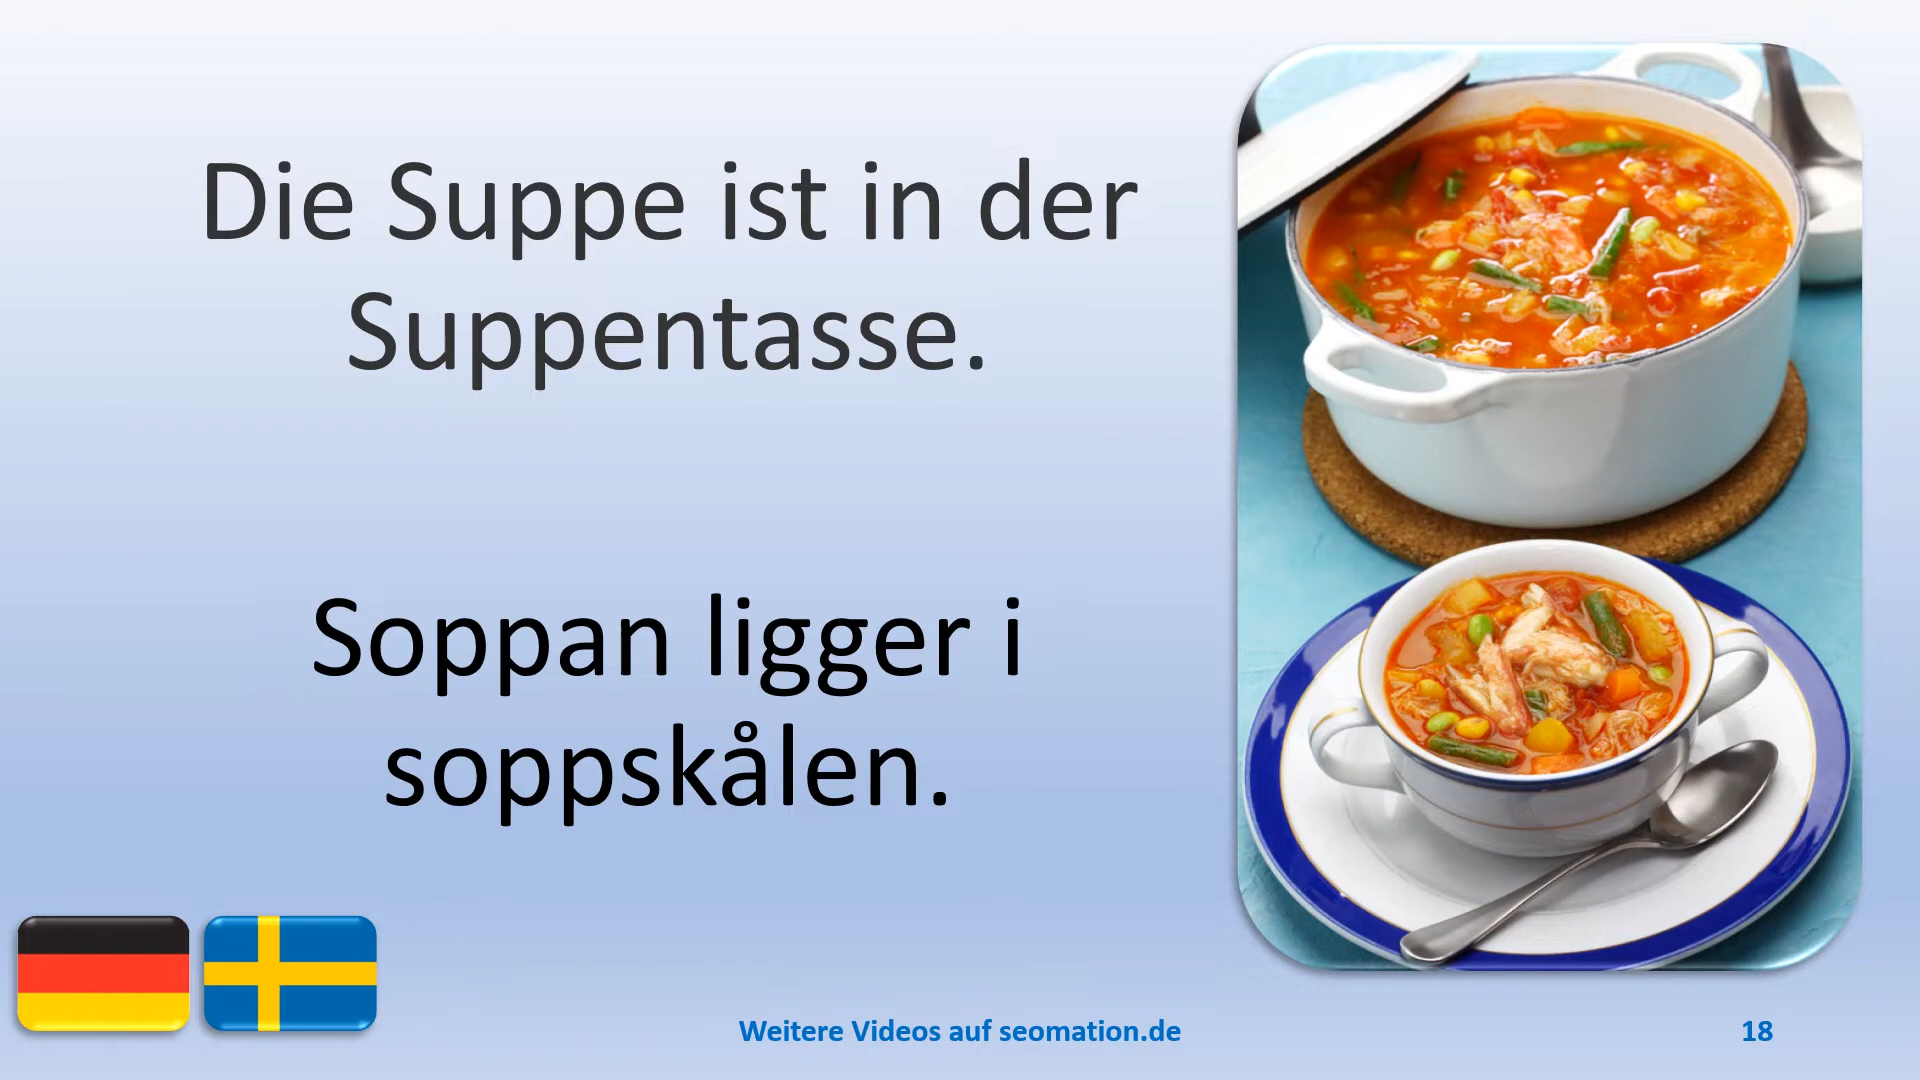 Die Suppe ist in der
Suppentasse.
Soppan ligger i
soppskålen.
Weitere Videos auf seomation.de
18